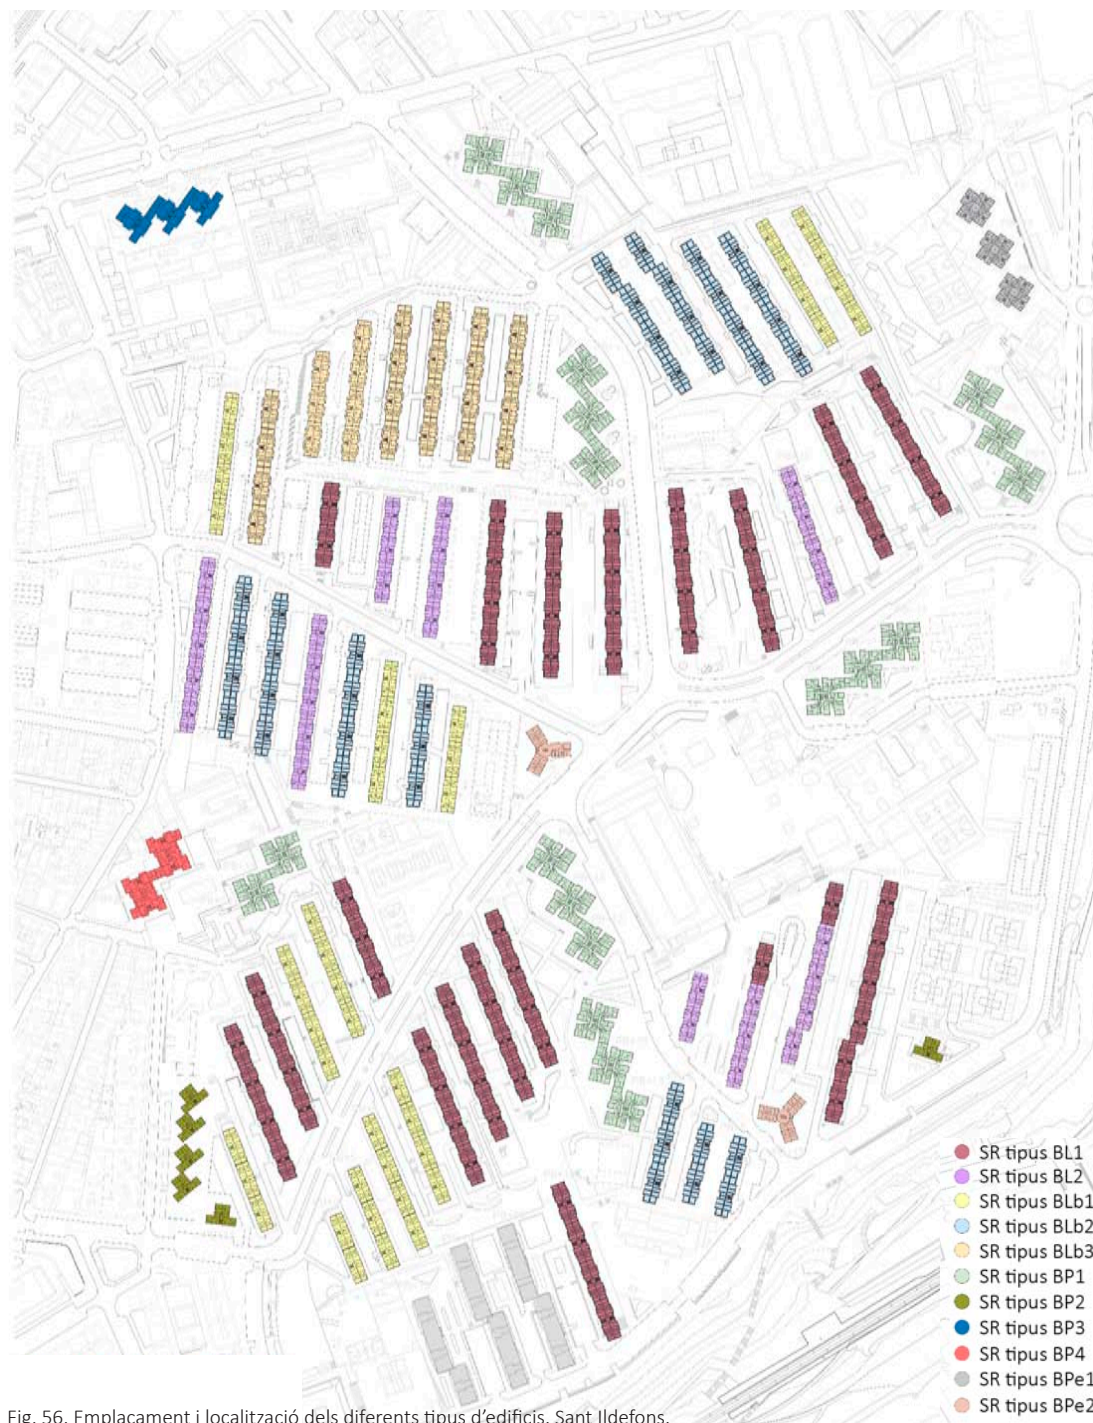 SR tipus BL1
SR tipus BL2
SR tipus BLb1
SR tipus BLb2
SR tipus BLb3
SR tipus BP1
SR tipus BP2
SR tipus BP3
SR tipus BP4
SR tipus BPe1
SR tipus BPe2
Fig. 56. Emplaçament i localització dels diferents tipus d'edificis. Sant Ildefons.